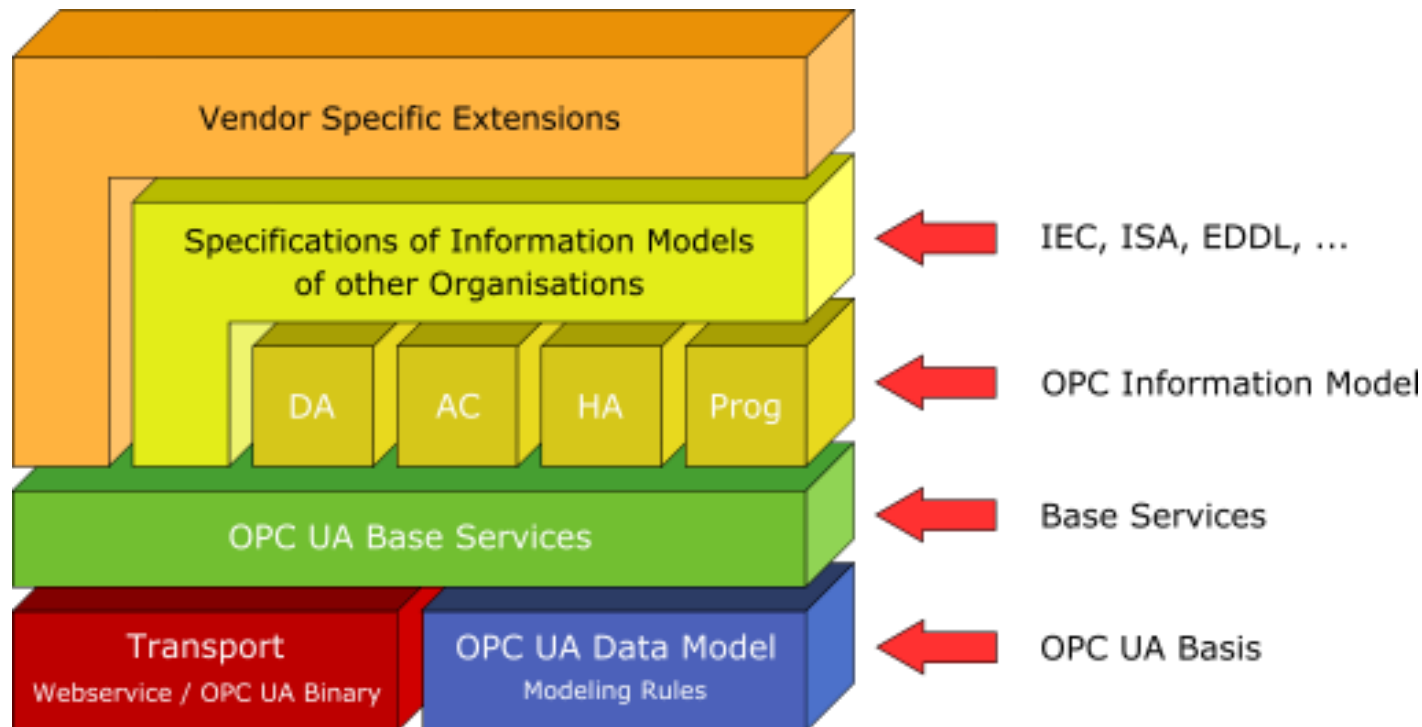 Vendor Specific Extensions
Specifications of Information Models
of other Organisations
IEC, ISA, EDDL, ...
DA
AC
HA
Prog
OPC Information Model
OPC UA Base Services
Base Services
Transport
Webservice / OPC UA Binary
OPC UA Data Model
Modeling Rules
OPC UA Basis